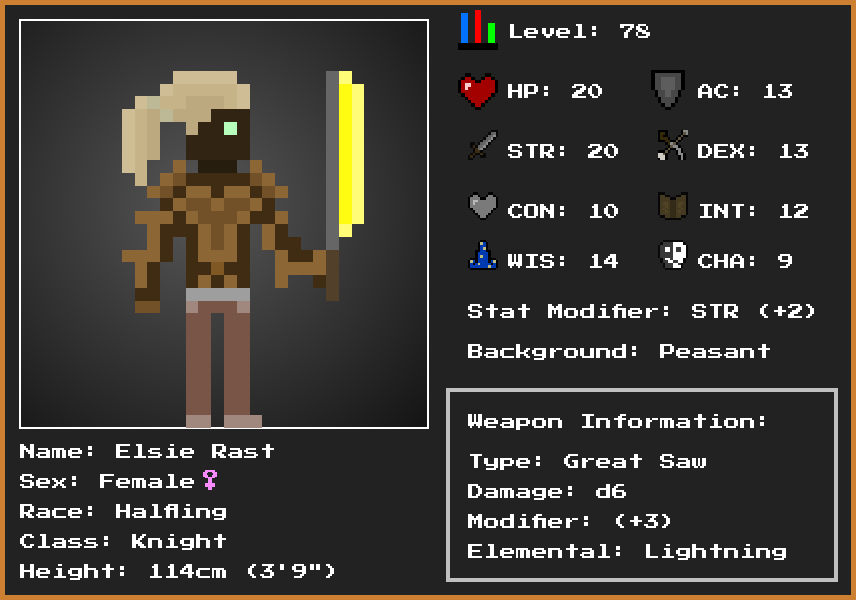 Level: 78
HP: 20 AC: 13
STR: 20 DEX: 13
CON: 10 INT: 12
WIS: 14 CHA: 9
Stat Modifier: STR (+2)
Background: Peasant
Weapon Information:
Type: Great Saw
Damage: d6
Modifier: (+3)
Elemental: Lightning
Name: Elsie Rast
Sex: Female♀
Race: Halfling
Class: Knight
Height: 114cm (3'9")